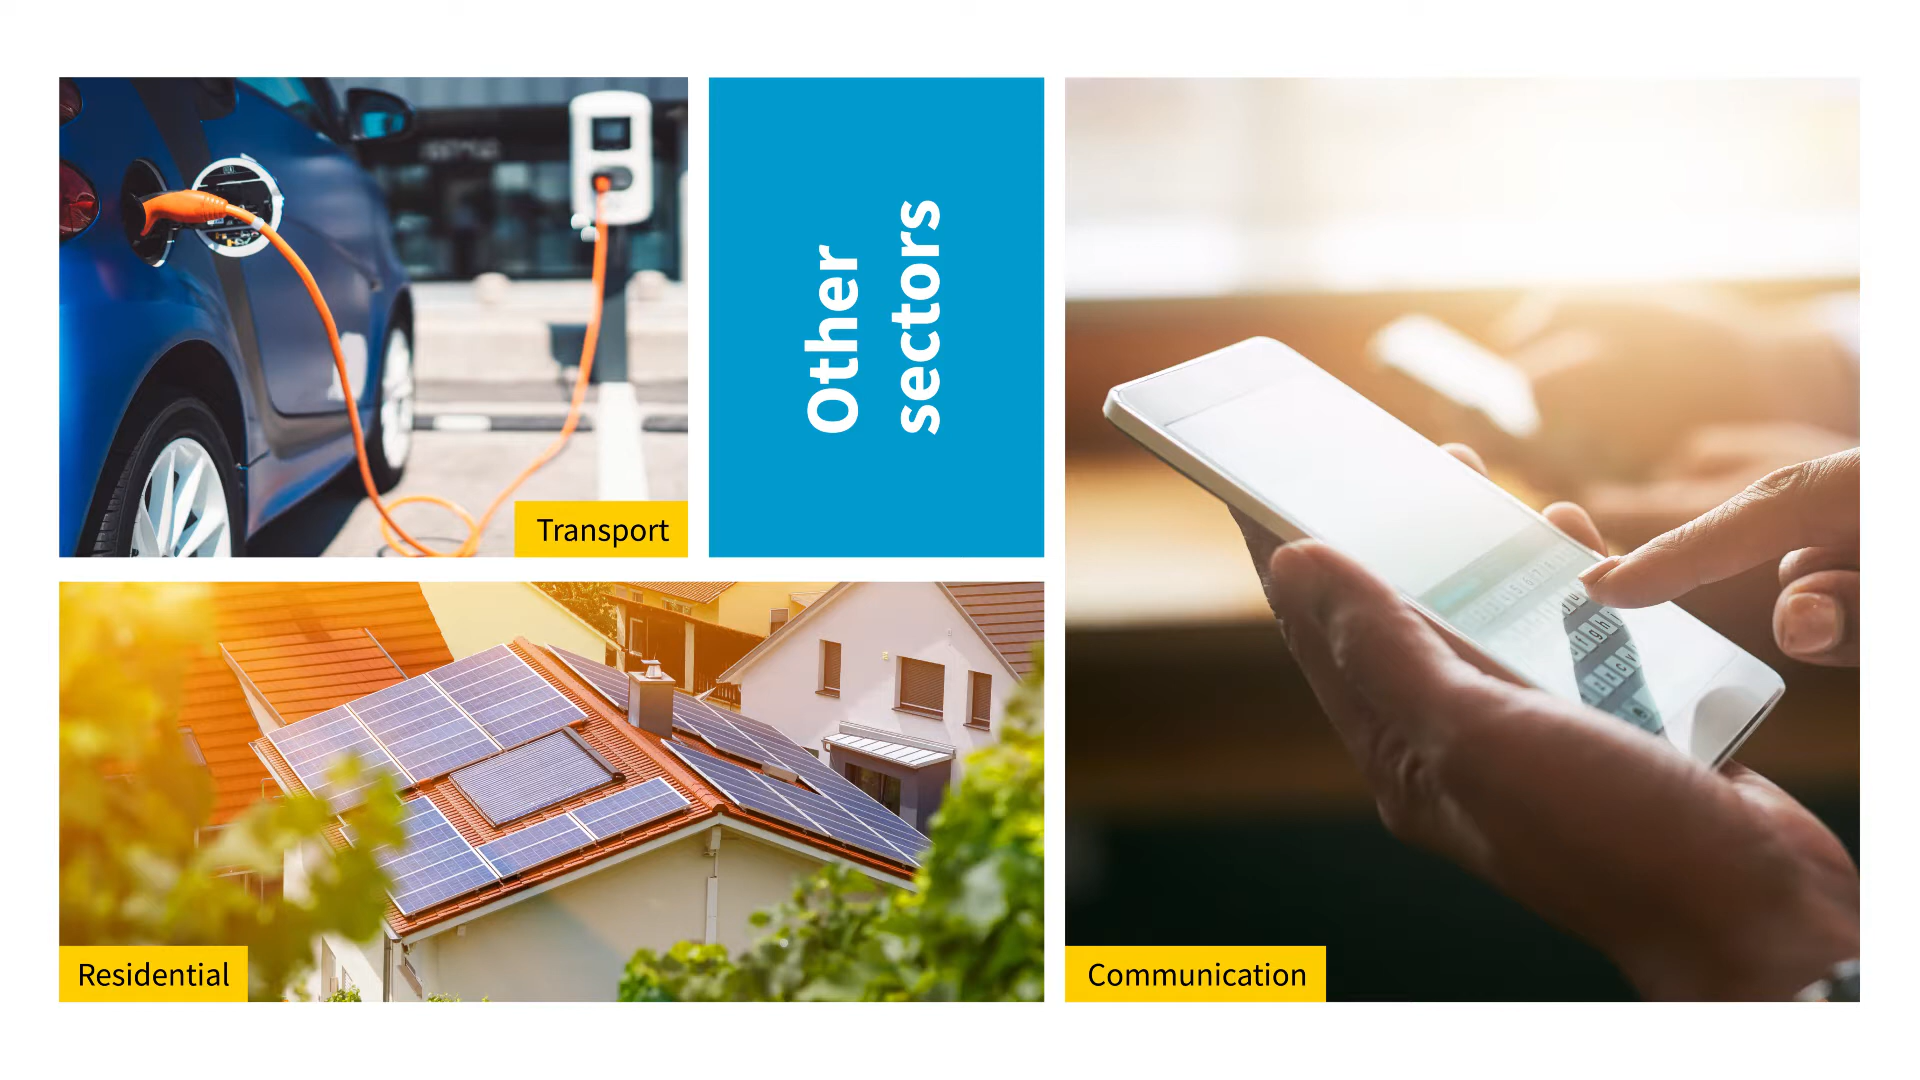 Other
sectors
Transport
Residential
Communication